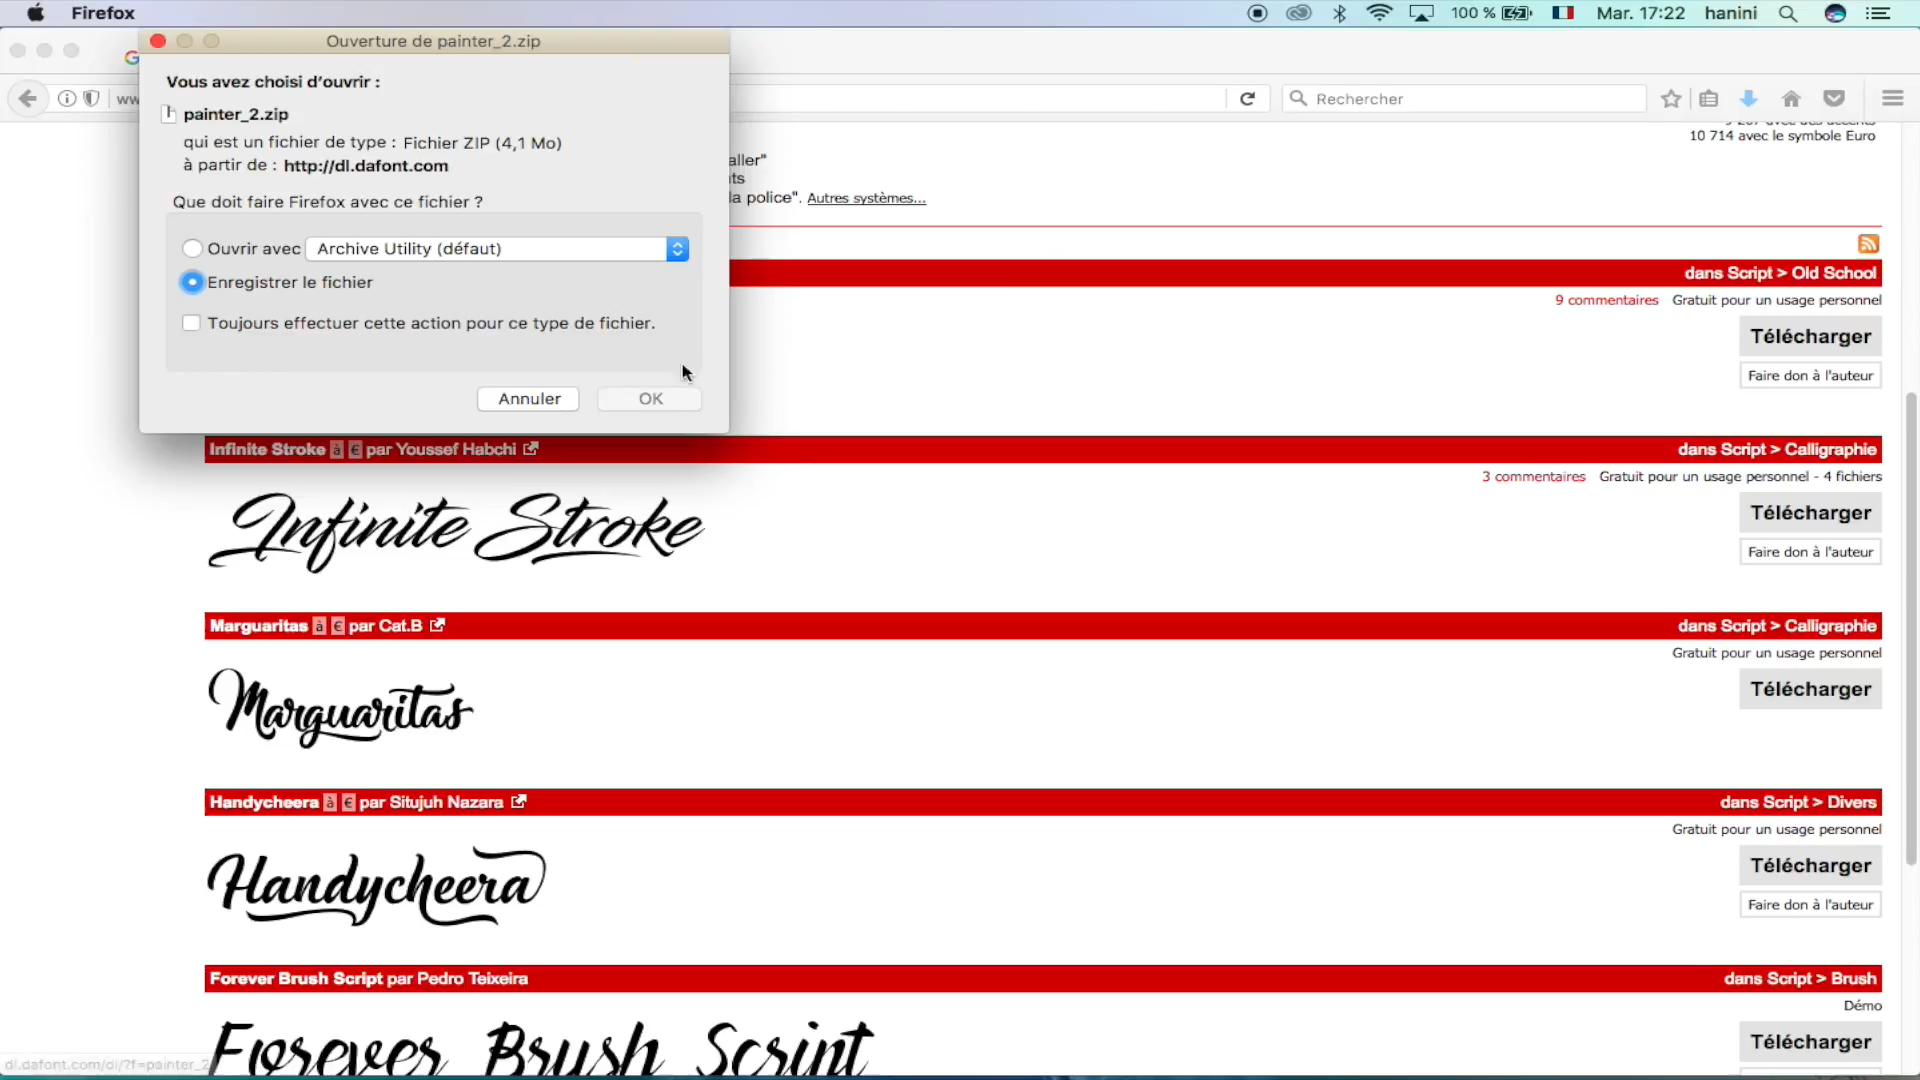 Firefox
100 %
Mar. 17:22
hanini
Ouverture de painter_2.zip
Vous avez choisi d'ouvrir :
painter_2.zip
qui est un fichier de type : Fichier ZIP (4,1 Mo)
à partir de : http://dl.dafont.com
Que doit faire Firefox avec ce fichier ?
Ouvrir avec
Archive Utility (défaut)
Enregistrer le fichier
Toujours effectuer cette action pour ce type de fichier.
Annuler
OK
Rechercher
10 714 avec le symbole Euro
la police". Autres systèmes...
dans Script > Old School
9 commentaires Gratuit pour un usage personnel
Télécharger
Faire don à l'auteur
Infinite Stroke à € par Youssef Habchi
dans Script > Calligraphie
3 commentaires Gratuit pour un usage personnel - 4 fichiers
Infinite Stroke
Télécharger
Faire don à l'auteur
Marguaritas à € par Cat.B
dans Script > Calligraphie
Gratuit pour un usage personnel
Marguaritas
Télécharger
Handycheera à € par Situjuh Nazara
dans Script > Divers
Gratuit pour un usage personnel
Handycheera
Télécharger
Faire don à l'auteur
Forever Brush Script par Pedro Teixeira
dans Script > Brush
Démo
Forever Brush Script
Télécharger
dl.dafont.com/dl/?f=painter_2